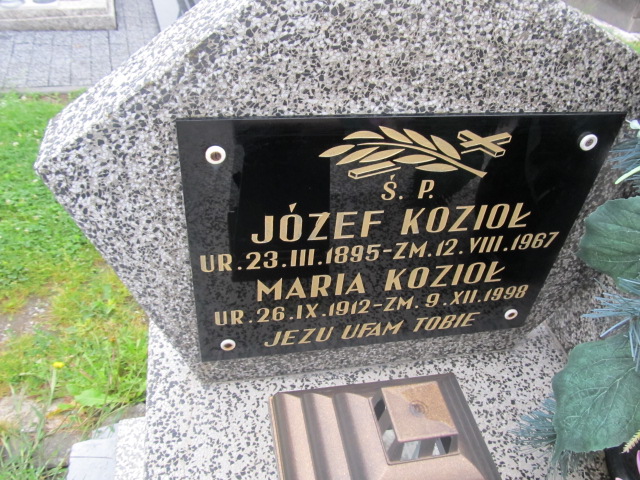 Ś. P.
JÓZEF KOZIOŁ
UR.23.III.1895-ZM.12.VIII.1967
MARIA KOZIOŁ
UR.26.IX.1912-ZM.9.XII.1998
JEZU UFAM TOBIE